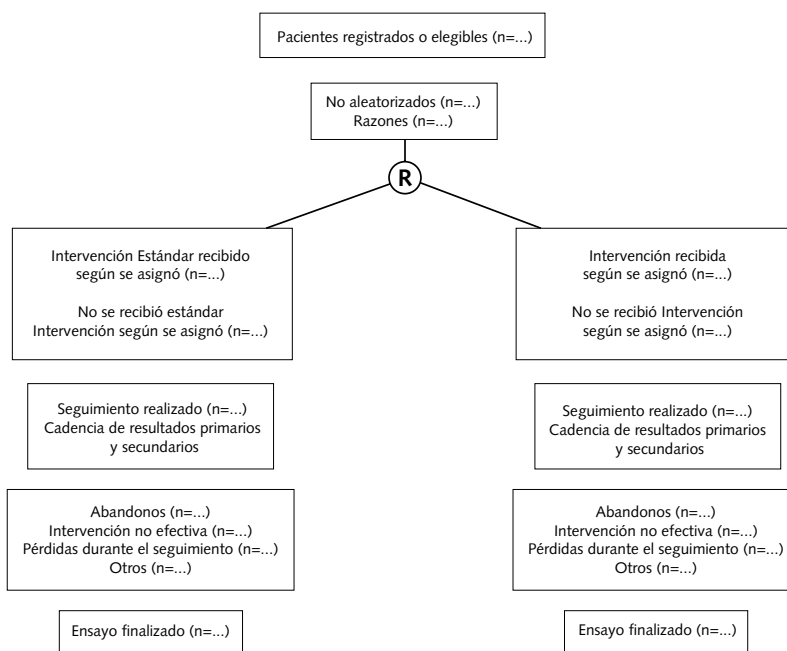 Pacientes registrados o elegibles (n=...)
No aleatorizados (n=...)
Razones (n=...)
R
Intervención Estándar recibido
según se asignó (n=...)
No se recibió estándar
Intervención según se asignó (n=...)
Intervención recibida
según se asignó (n=...)
No se recibió Intervención
según se asignó (n=...)
Seguimiento realizado (n=...)
Cadencia de resultados primarios
y secundarios
Seguimiento realizado (n=...)
Cadencia de resultados primarios
y secundarios
Abandonos (n=...)
Intervención no efectiva (n=...)
Pérdidas durante el seguimiento (n=...)
Otros (n=...)
Abandonos (n=...)
Intervención no efectiva (n=...)
Pérdidas durante el seguimiento (n=...)
Otros (n=...)
Ensayo finalizado (n=...)
Ensayo finalizado (n=...)